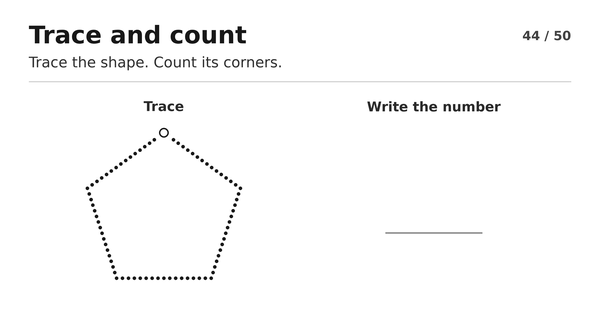 Trace and count
44 / 50
Trace the shape. Count its corners.
Trace
Write the number